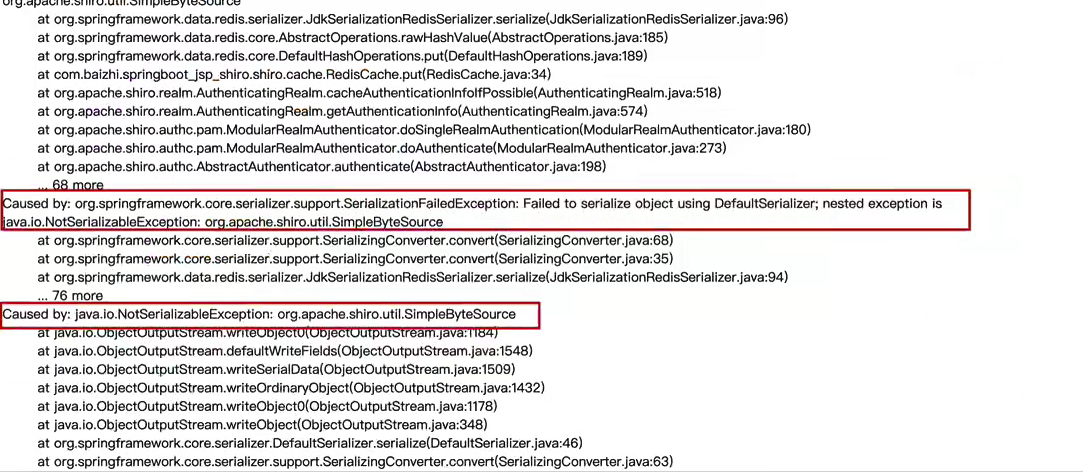 org.apache.shiro.util.SimpleByteSource
at org.springframework.data.redis.serializer.JdkSerializationRedisSerializer.serialize(JdkSerializationRedisSerializer.java:96)
at org.springframework.data.redis.core.AbstractOperations.rawHashValue(AbstractOperations.java:185)
at org.springframework.data.redis.core.DefaultHashOperations.put(DefaultHashOperations.java:189)
at com.baizhi.springboot_jsp_shiro.shiro.cache.RedisCache.put(RedisCache.java:34)
at org.apache.shiro.realm.AuthenticatingRealm.cacheAuthenticationInfoIfPossible(AuthenticatingRealm.java:518)
at org.apache.shiro.realm.AuthenticatingRealm.getAuthenticationInfo(AuthenticatingRealm.java:574)
at org.apache.shiro.authc.pam.ModularRealmAuthenticator.doSingleRealmAuthentication(ModularRealmAuthenticator.java:180)
at org.apache.shiro.authc.pam.ModularRealmAuthenticator.doAuthenticate(ModularRealmAuthenticator.java:273)
at org.apache.shiro.authc.AbstractAuthenticator.authenticate(AbstractAuthenticator.java:198)
... 68 more
Caused by: org.springframework.core.serializer.support.SerializationFailedException: Failed to serialize object using DefaultSerializer; nested exception is
java.io.NotSerializableException: org.apache.shiro.util.SimpleByteSource
at org.springframework.core.serializer.support.SerializingConverter.convert(SerializingConverter.java:68)
at org.springframework.core.serializer.support.SerializingConverter.convert(SerializingConverter.java:35)
at org.springframework.data.redis.serializer.JdkSerializationRedisSerializer.serialize(JdkSerializationRedisSerializer.java:94)
... 76 more
Caused by: java.io.NotSerializableException: org.apache.shiro.util.SimpleByteSource
at java.io.ObjectOutputStream.writeObject0(ObjectOutputStream.java:1184)
at java.io.ObjectOutputStream.defaultWriteFields(ObjectOutputStream.java:1548)
at java.io.ObjectOutputStream.writeSerialData(ObjectOutputStream.java:1509)
at java.io.ObjectOutputStream.writeOrdinaryObject(ObjectOutputStream.java:1432)
at java.io.ObjectOutputStream.writeObject0(ObjectOutputStream.java:1178)
at java.io.ObjectOutputStream.writeObject(ObjectOutputStream.java:348)
at org.springframework.core.serializer.DefaultSerializer.serialize(DefaultSerializer.java:46)
at org.springframework.core.serializer.support.SerializingConverter.convert(SerializingConverter.java:63)